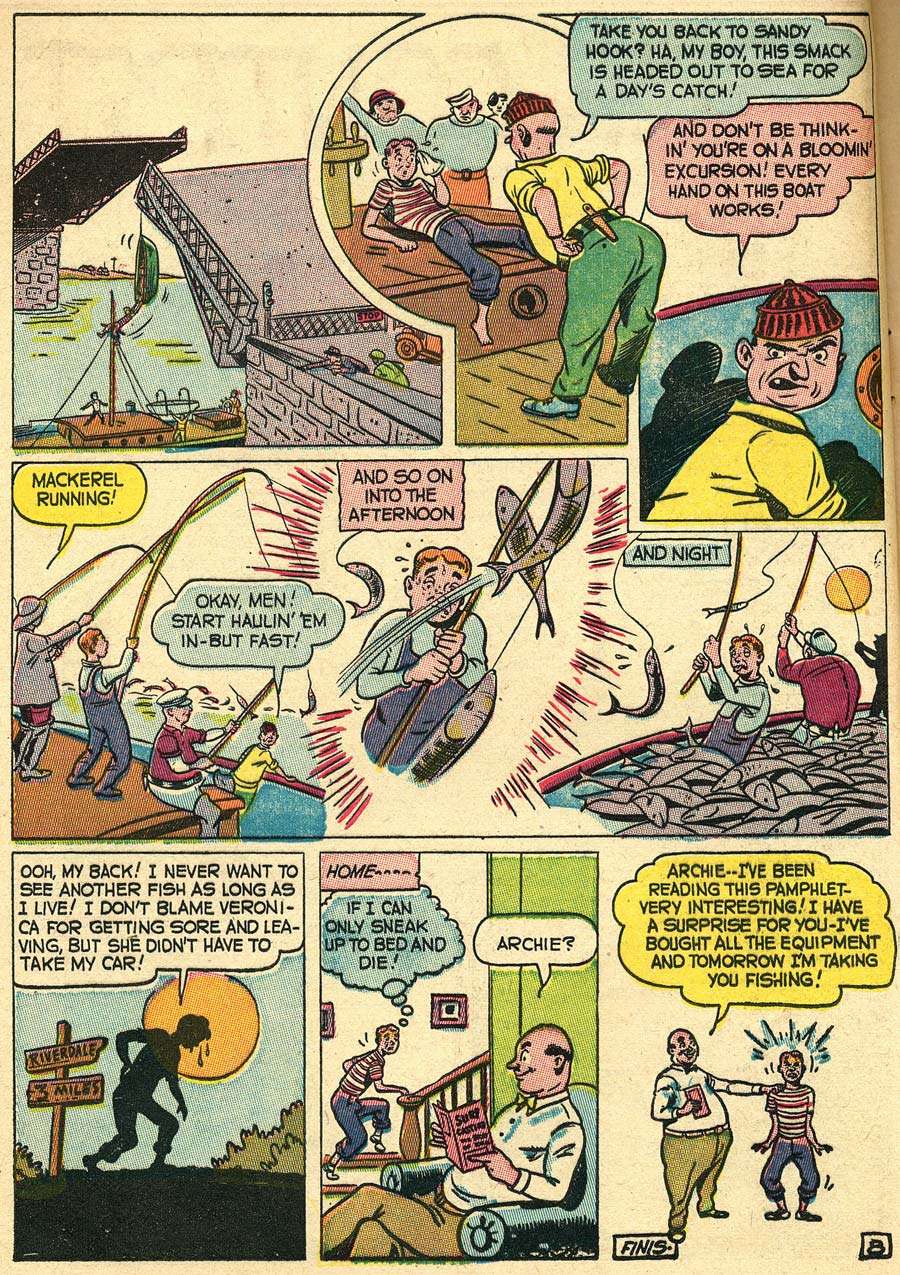 TAKE YOU BACK TO SANDY
HOOK? HA, MY BOY, THIS SMACK
IS HEADED OUT TO SEA FOR
A DAY'S CATCH!
AND DON'T BE THINK-
IN' YOU'RE ON A BLOOMIN'
EXCURSION! EVERY
HAND ON THIS BOAT
WORKS!
STOP
MACKEREL
RUNNING!
OKAY, MEN!
START HAULIN' 'EM
IN-BUT FAST!
AND SO ON
INTO THE
AFTERNOON
AND NIGHT
OOH, MY BACK! I NEVER WANT TO
SEE ANOTHER FISH AS LONG AS
I LIVE! I DON'T BLAME VERONI-
CA FOR GETTING SORE AND LEA-
VING, BUT SHE DIDN'T HAVE TO
TAKE MY CAR!
RIVERDALE
3 MILES
HOME----
IF I CAN
ONLY SNEAK
UP TO BED AND
DIE!
ARCHIE?
ARCHIE--I'VE BEEN
READING THIS PAMPHLET-
VERY INTERESTING! I HAVE
A SURPRISE FOR YOU-I'VE
BOUGHT ALL THE EQUIPMENT
AND TOMORROW I'M TAKING
YOU FISHING!
FINIS-
8